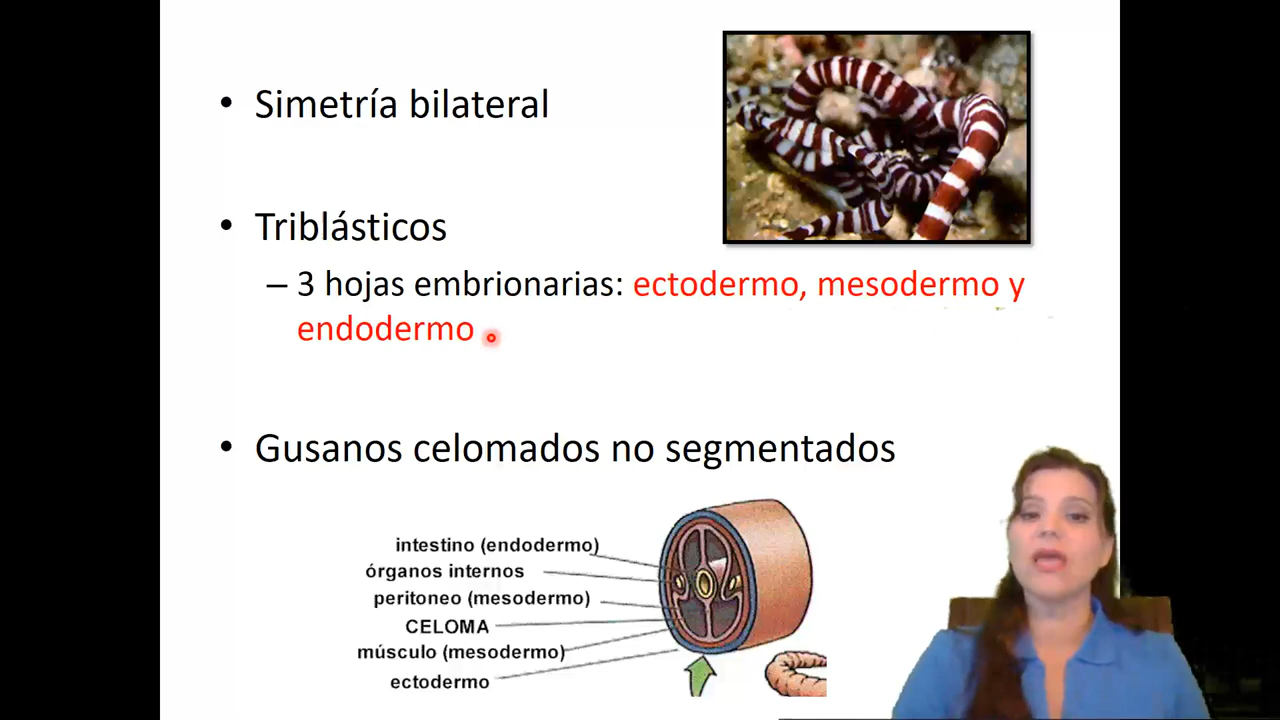 • Simetría bilateral
• Triblásticos
– 3 hojas embrionarias: ectodermo, mesodermo y
endodermo
• Gusanos celomados no segmentados
intestino (endodermo)
órganos internos
peritoneo (mesodermo)
CELOMA
músculo (mesodermo)
ectodermo